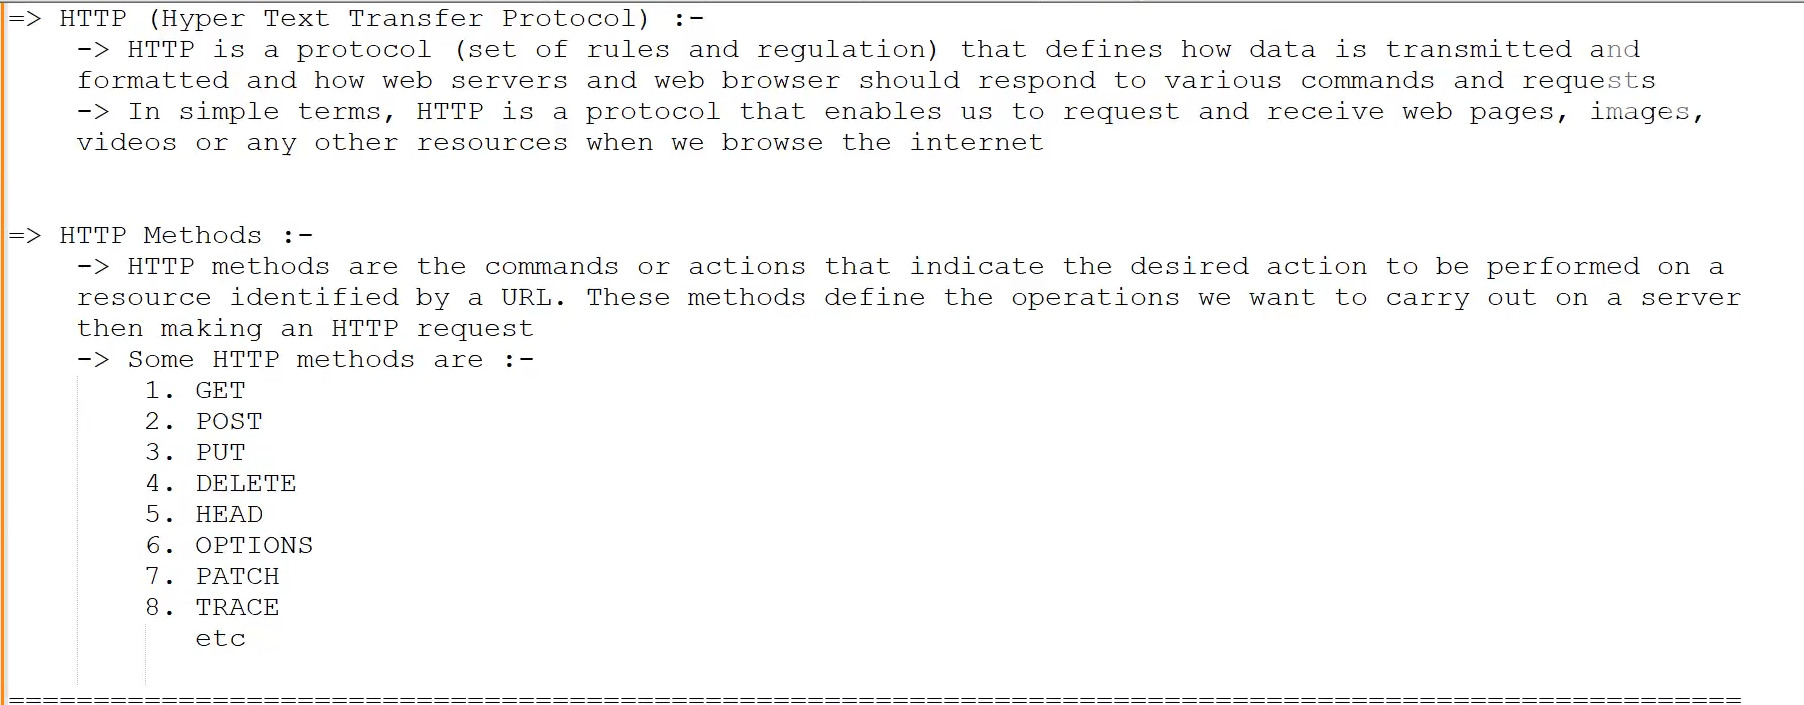 => HTTP (Hyper Text Transfer Protocol) :-
-> HTTP is a protocol (set of rules and regulation) that defines how data is transmitted and
formatted and how web servers and web browser should respond to various commands and requests
-> In simple terms, HTTP is a protocol that enables us to request and receive web pages, images,
videos or any other resources when we browse the internet
=> HTTP Methods :-
-> HTTP methods are the commands or actions that indicate the desired action to be performed on a
resource identified by a URL. These methods define the operations we want to carry out on a server
then making an HTTP request
-> Some HTTP methods are :-
1. GET
2. POST
3. PUT
4. DELETE
5. HEAD
6. OPTIONS
7. PATCH
8. TRACE
etc
======================================================================================================